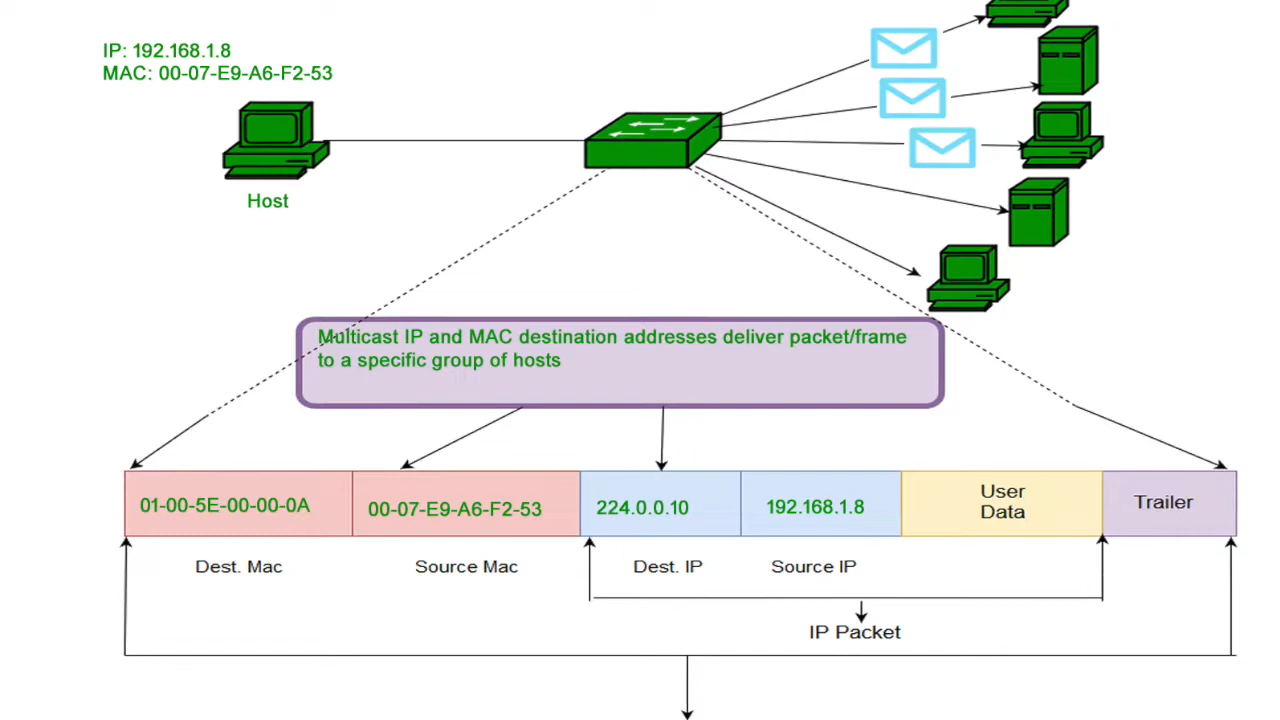 IP: 192.168.1.8
MAC: 00-07-E9-A6-F2-53
Host
Multicast IP and MAC destination addresses deliver packet/frame
to a specific group of hosts
01-00-5E-00-00-0A
00-07-E9-A6-F2-53
224.0.0.10
192.168.1.8
User
Data
Trailer
Dest. Mac
Source Mac
Dest. IP
Source IP
IP Packet